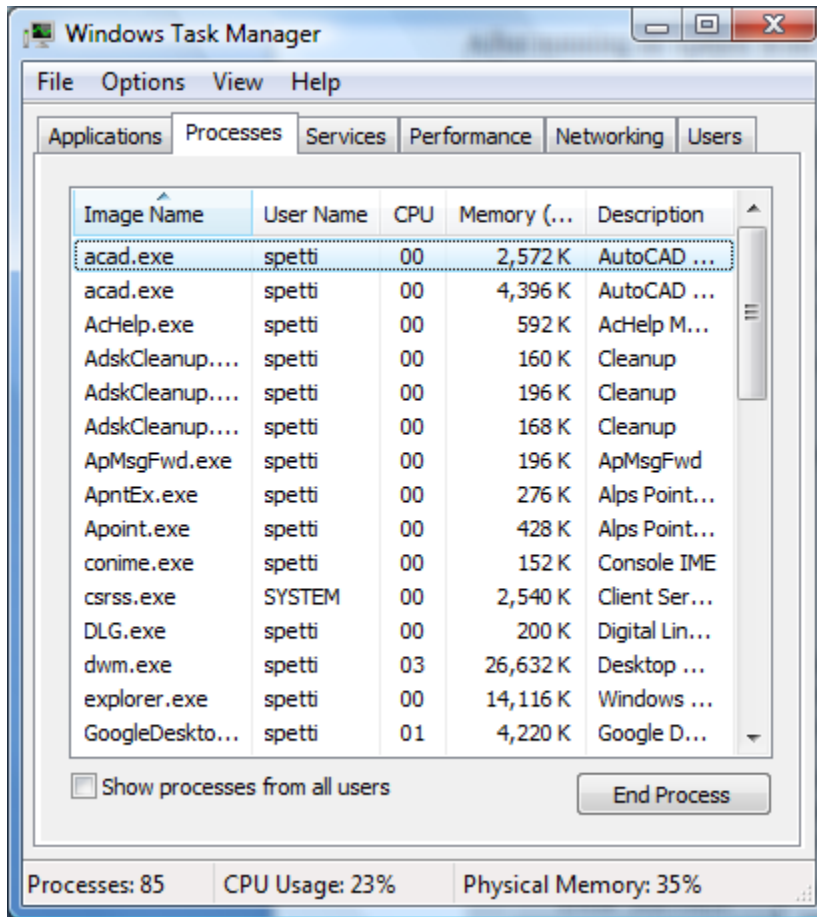 Windows Task Manager
File Options View Help
Applications Processes Services Performance Networking Users
Image Name User Name CPU Memory (... Description
acad.exe spetti 00 2,572 K AutoCAD ...
acad.exe spetti 00 4,396 K AutoCAD ...
AcHelp.exe spetti 00 592 K AcHelp M...
AdskCleanup.... spetti 00 160 K Cleanup
AdskCleanup.... spetti 00 196 K Cleanup
AdskCleanup.... spetti 00 168 K Cleanup
ApMsgFwd.exe spetti 00 196 K ApMsgFwd
ApntEx.exe spetti 00 276 K Alps Point...
Apoint.exe spetti 00 428 K Alps Point...
conime.exe spetti 00 152 K Console IME
csrss.exe SYSTEM 00 2,540 K Client Ser...
DLG.exe spetti 00 200 K Digital Lin...
dwm.exe spetti 03 26,632 K Desktop ...
explorer.exe spetti 00 14,116 K Windows ...
GoogleDeskto... spetti 01 4,220 K Google D...
Show processes from all users
End Process
Processes: 85 CPU Usage: 23% Physical Memory: 35%